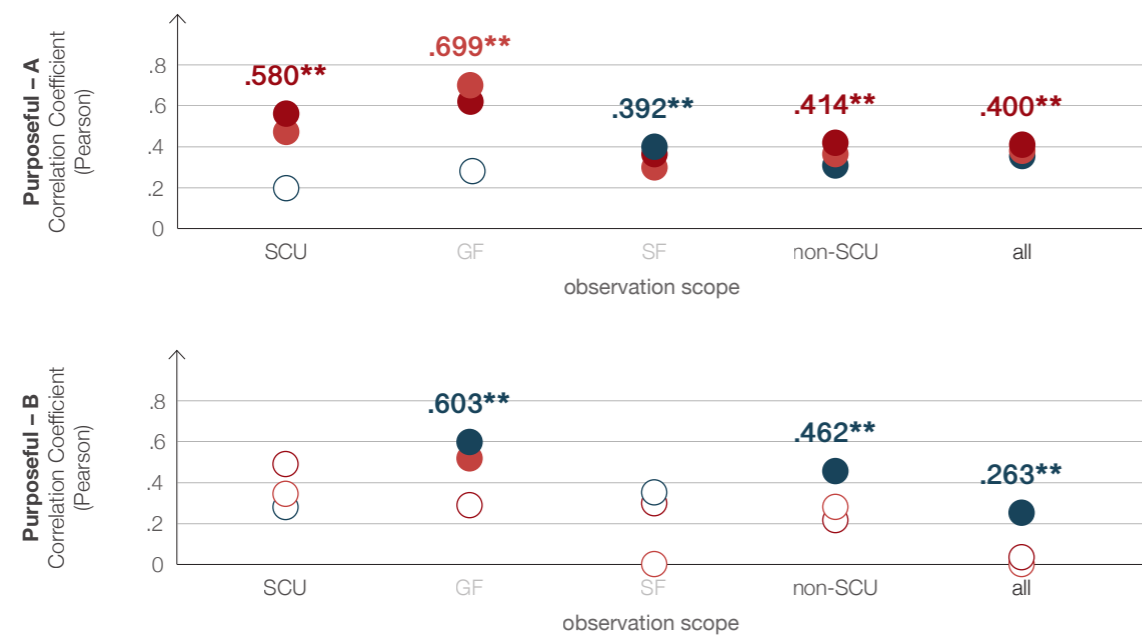 Purposeful – A
Correlation Coefficient
(Pearson)
.8
.6
.4
.2
0
.580**
.699**
.392**
.414**
.400**
SCU
GF
SF
non-SCU
all
observation scope
Purposeful – B
Correlation Coefficient
(Pearson)
.8
.6
.4
.2
0
.603**
.462**
.263**
SCU
GF
SF
non-SCU
all
observation scope